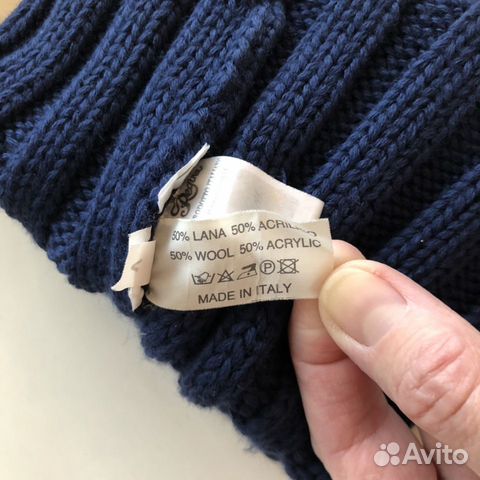 50% LANA 50% ACRILICO
50% WOOL 50% ACRYLIC
MADE IN ITALY
Avito